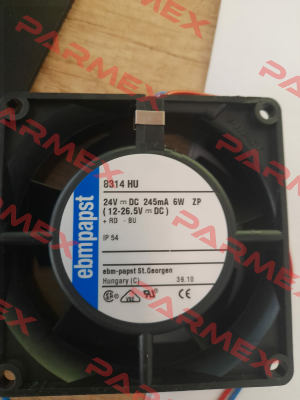 PARMEX
PARMEX
PARMEX
PARMEX
ebmpapst
8314 HU
24V ⎓ DC 245mA 6W ZP
( 12-26.5V ⎓ DC )
+ RD - BU
IP 54
ebm-papst St.Georgen
Hungary (C) 39.10